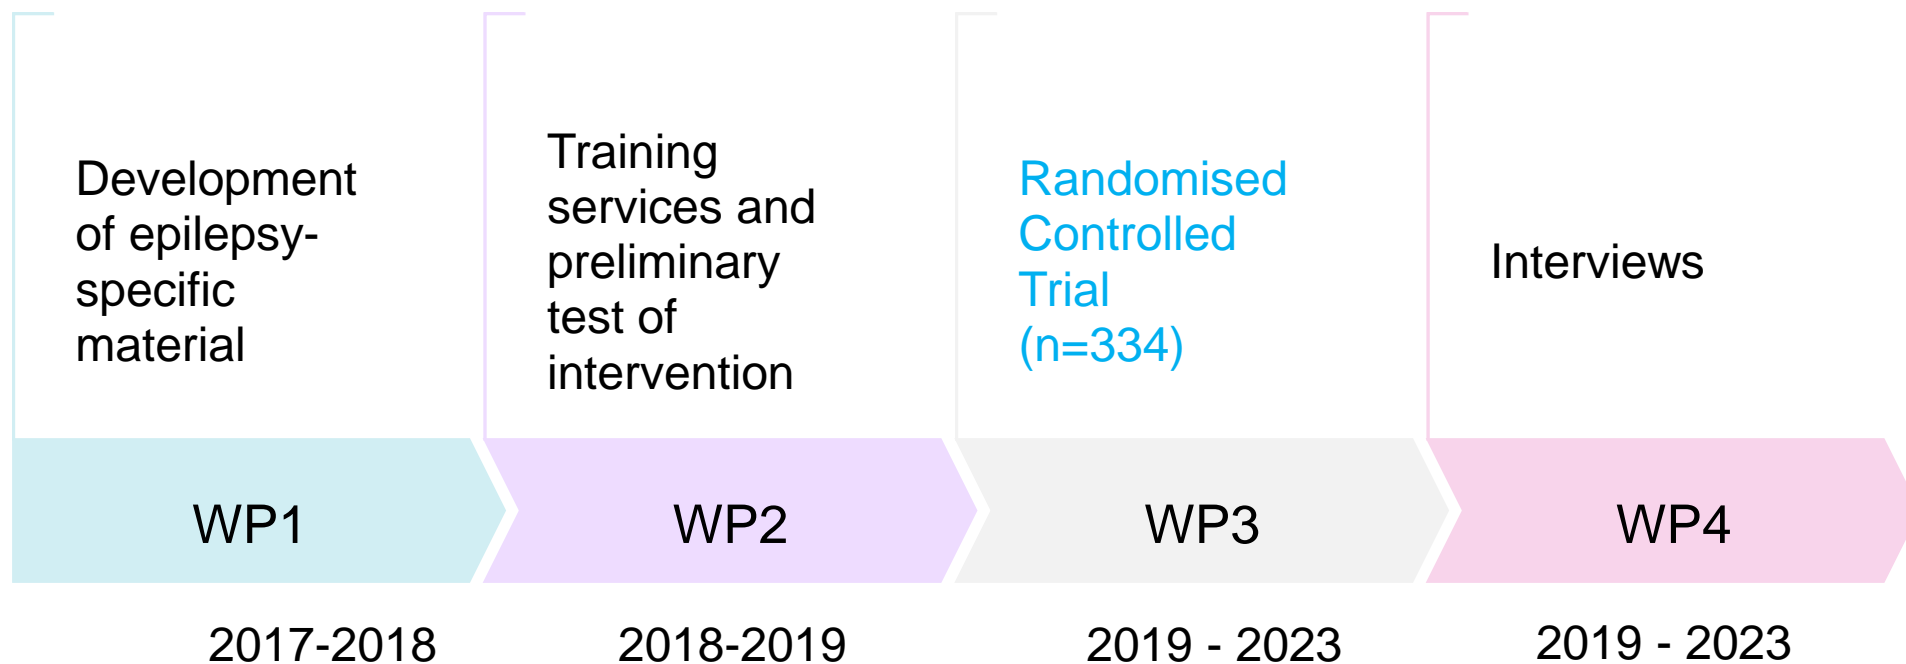 Development
of epilepsy-
specific
material
Training
services and
preliminary
test of
intervention
Randomised
Controlled
Trial
(n=334)
Interviews
WP1
WP2
WP3
WP4
2017-2018
2018-2019
2019 - 2023
2019 - 2023